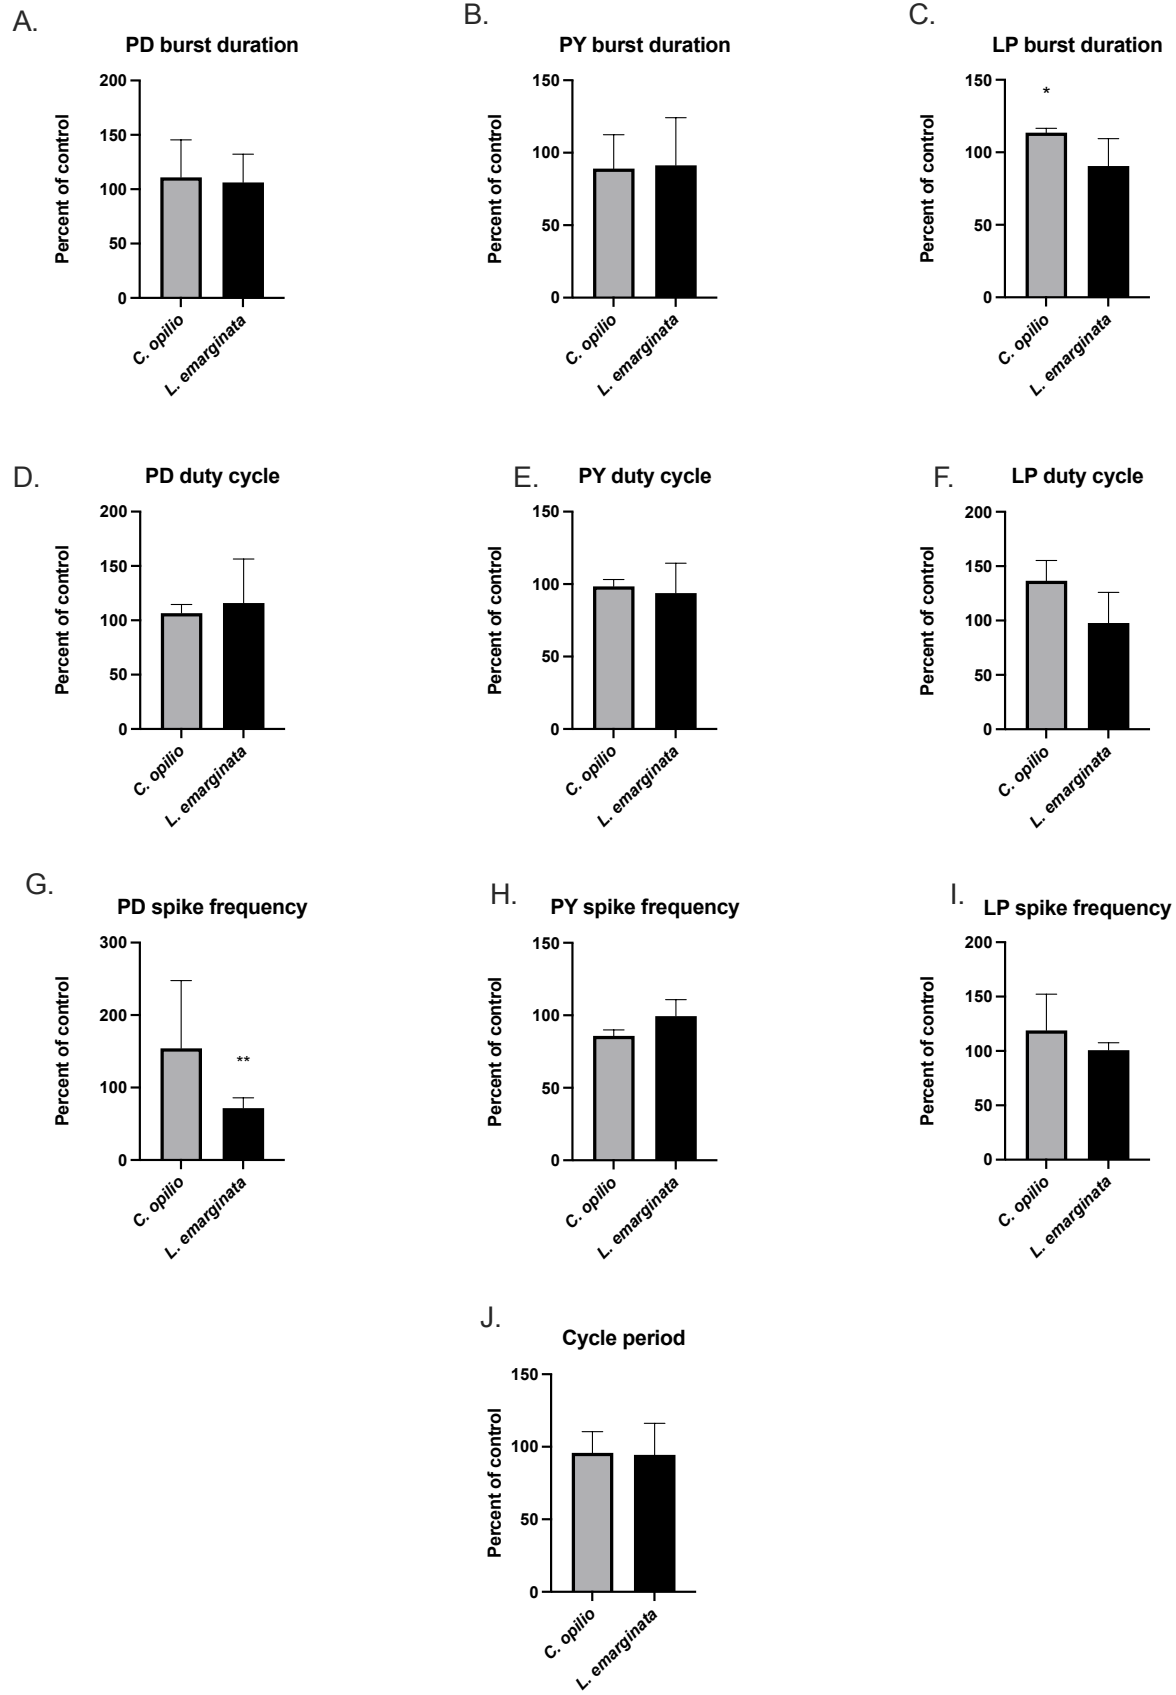 A.
PD burst duration
Percent of control
200
150
100
50
0
C. opilio
L. emarginata
B.
PY burst duration
Percent of control
150
100
50
0
C. opilio
L. emarginata
C.
LP burst duration
Percent of control
150
100
50
0
*
C. opilio
L. emarginata
D.
PD duty cycle
Percent of control
200
150
100
50
0
C. opilio
L. emarginata
E.
PY duty cycle
Percent of control
150
100
50
0
C. opilio
L. emarginata
F.
LP duty cycle
Percent of control
200
150
100
50
0
C. opilio
L. emarginata
G.
PD spike frequency
Percent of control
300
200
100
0
**
C. opilio
L. emarginata
H.
PY spike frequency
Percent of control
150
100
50
0
C. opilio
L. emarginata
I.
LP spike frequency
Percent of control
200
150
100
50
0
C. opilio
L. emarginata
J.
Cycle period
Percent of control
150
100
50
0
C. opilio
L. emarginata